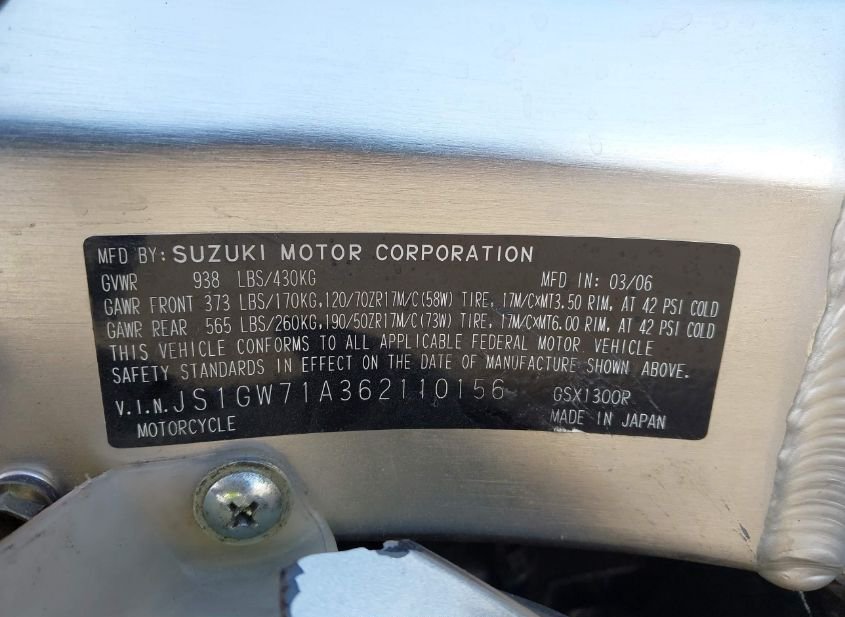 MFD BY: SUZUKI MOTOR CORPORATION
GVWR 938 LBS/430KG MFD IN: 03/06
GAWR FRONT 373 LBS/170KG,120/70ZR17M/C(58W) TIRE, 17M/CXMT3.50 RIM, AT 42 PSI COLD
GAWR REAR 565 LBS/260KG,190/50ZR17M/C(73W) TIRE, 17M/CXMT6.00 RIM, AT 42 PSI COLD
THIS VEHICLE CONFORMS TO ALL APPLICABLE FEDERAL MOTOR VEHICLE
SAFETY STANDARDS IN EFFECT ON THE DATE OF MANUFACTURE SHOWN ABOVE.
V.I.N. JS1GW71A362110156 GSX1300R
MOTORCYCLE MADE IN JAPAN